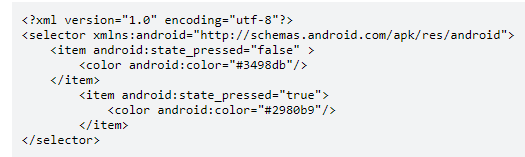 <?xml version="1.0" encoding="utf-8"?>
<selector xmlns:android="http://schemas.android.com/apk/res/android">
    <item android:state_pressed="false" >
        <color android:color="#3498db"/>
    </item>
        <item android:state_pressed="true">
            <color android:color="#2980b9"/>
        </item>
</selector>